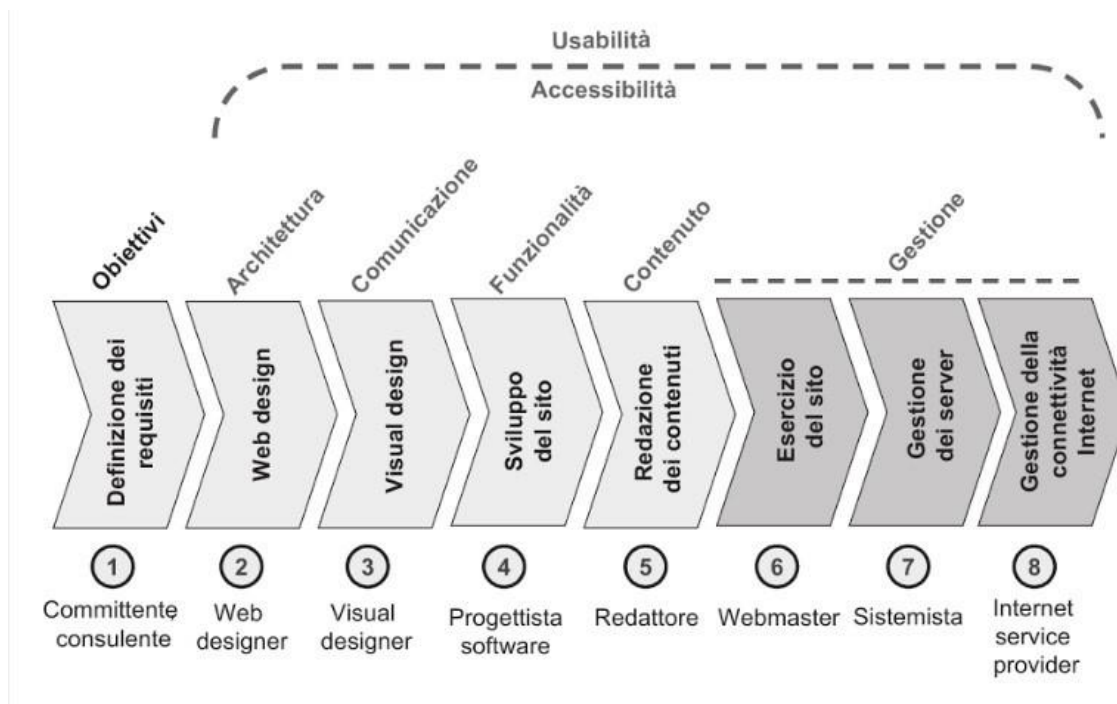 Usabilità
Accessibilità
Obiettivi
Architettura
Comunicazione
Funzionalità
Contenuto
Gestione
Definizione dei
requisiti
Web design
Visual design
Sviluppo
del sito
Redazione
dei contenuti
Esercizio
del sito
Gestione
dei server
Gestione della
connettività
Internet
1
2
3
4
5
6
7
8
Committente,
consulente
Web
designer
Visual
designer
Progettista
software
Redattore
Webmaster
Sistemista
Internet
service
provider